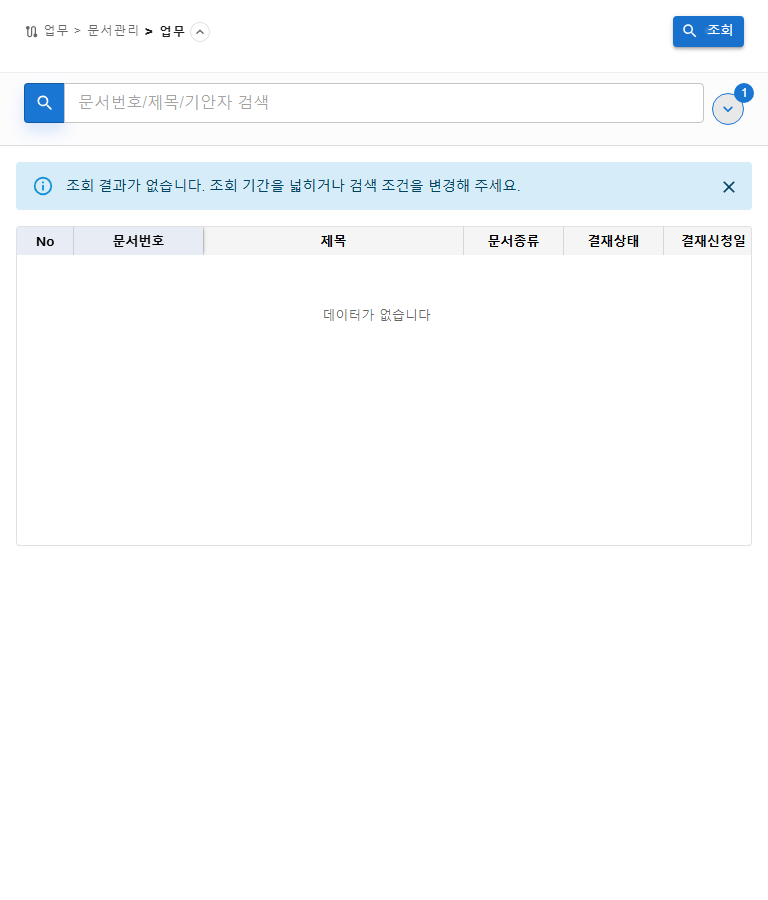 업무 > 문서관리 > 업무
조회
문서번호/제목/기안자 검색
1
조회 결과가 없습니다. 조회 기간을 넓히거나 검색 조건을 변경해 주세요.
No 문서번호 제목 문서종류 결재상태 결재신청일
데이터가 없습니다